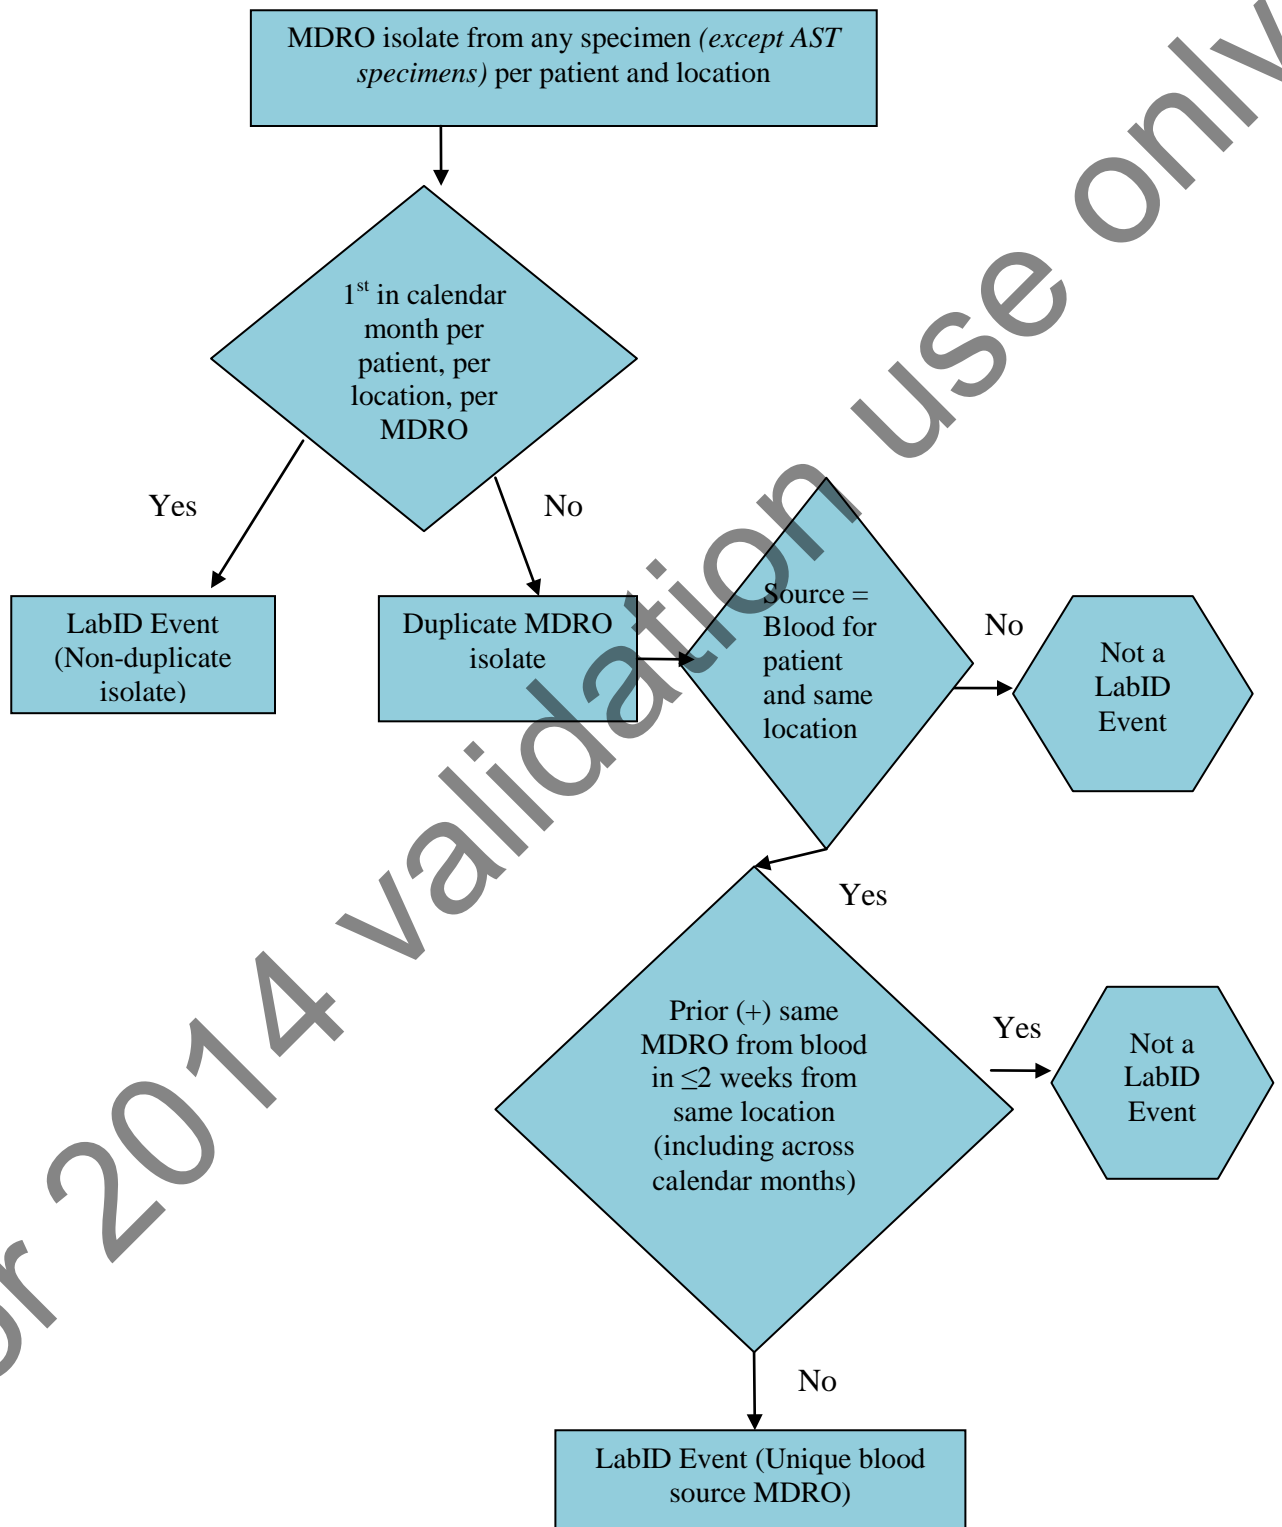 MDRO isolate from any specimen (except AST
specimens) per patient and location
1st in calendar
month per
patient, per
location, per
MDRO
Yes
No
LabID Event
(Non-duplicate
isolate)
Duplicate MDRO
isolate
Source =
Blood for
patient
and same
location
No
Not a
LabID
Event
Yes
Prior (+) same
MDRO from blood
in ≤2 weeks from
same location
(including across
calendar months)
Yes
Not a
LabID
Event
No
LabID Event (Unique blood
source MDRO)
or 2014 validation use only